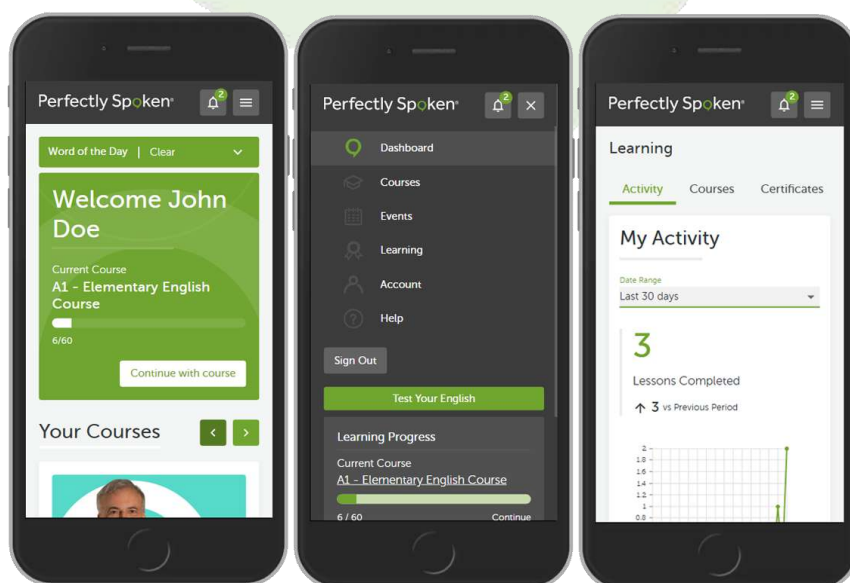 Perfectly Spoken
2
Word of the Day | Clear
Welcome John
Doe
Current Course
A1 - Elementary English
Course
6/60
Continue with course
Your Courses
Perfectly Spoken
2
Dashboard
Courses
Events
Learning
Account
Help
Sign Out
Test Your English
Learning Progress
Current Course
A1 - Elementary English Course
6 / 60 Continue
Perfectly Spoken
2
Learning
Activity Courses Certificates
My Activity
Date Range
Last 30 days
3
Lessons Completed
3 vs Previous Period
2
1.8
1.6
1.4
1.2
1
0.8